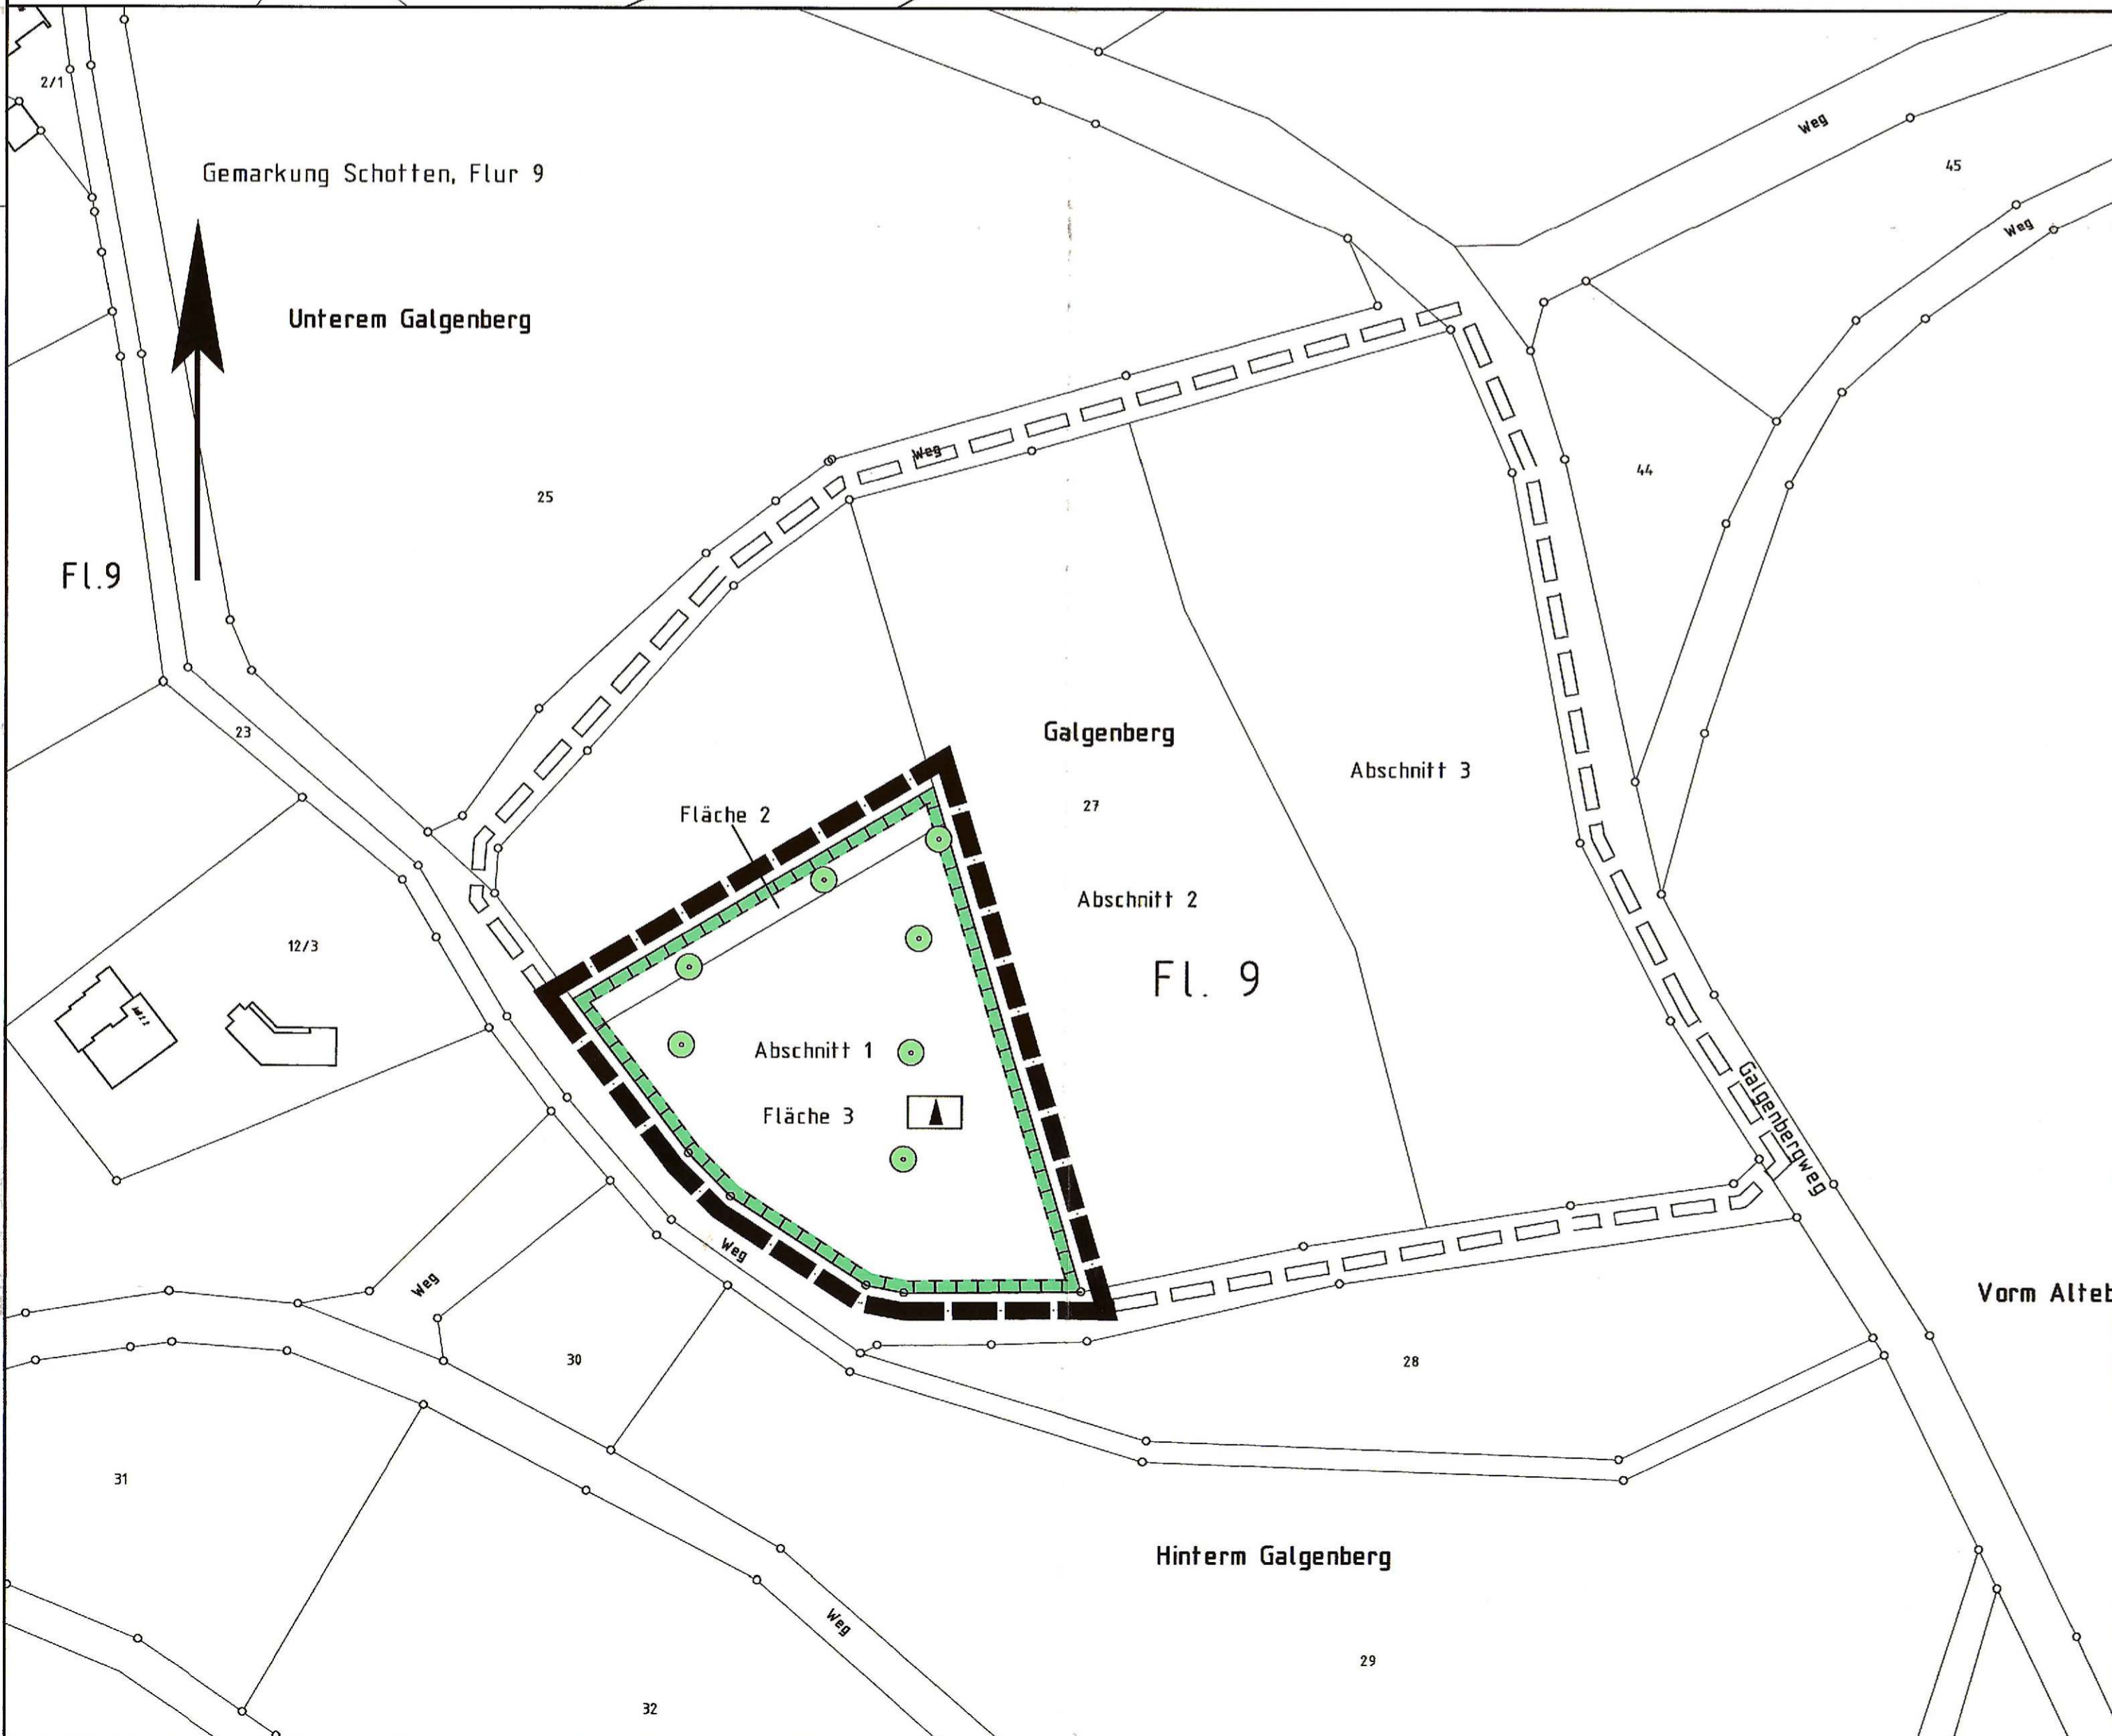 2/1
Weg
45
Gemarkung Schotten, Flur 9
Weg
Unterem Galgenberg
Weg
44
25
Fl.9
23
Galgenberg
Abschnitt 3
27
Fläche 2
Abschnitt 2
12/3
Fl. 9
Abschnitt 1
Fläche 3
Galgenbergweg
Weg
Weg
Vorm Alteb
30
28
31
Hinterm Galgenberg
Weg
29
32